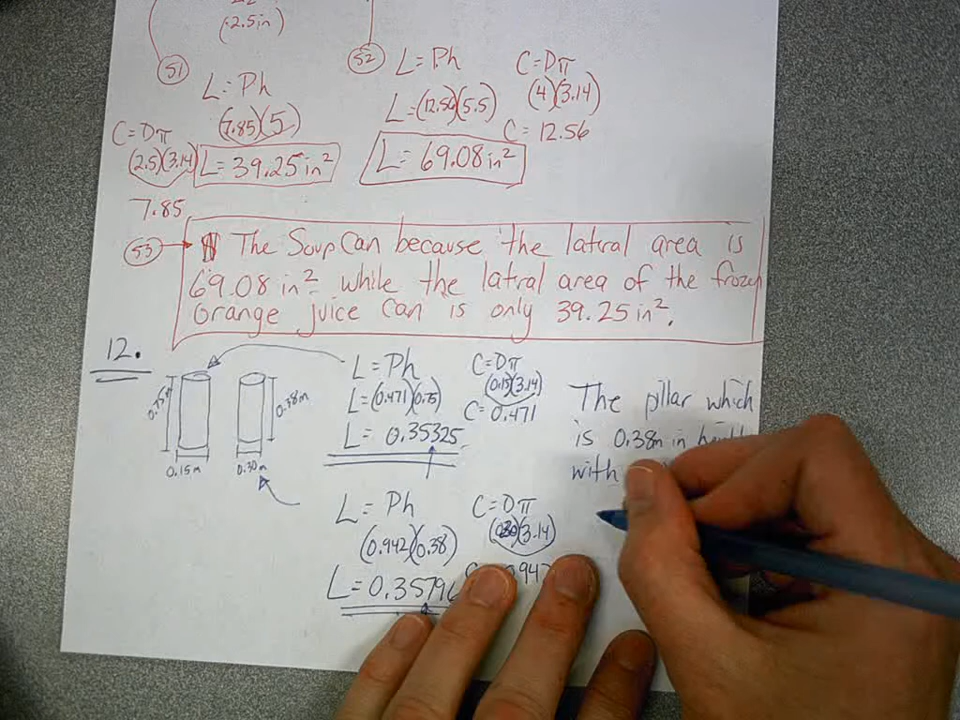 (2.5in)
51
L=Ph
(7.85)(5)
C=Dπ
(2.5)(3.14)
7.85
L=39.25in²
52
L=Ph
L=(12.56)(5.5)
L=69.08in²
C=Dπ
(4)(3.14)
C=12.56
53
The Soup Can because the latiral area is
69.08 in² while the latral area of the frozen
orange juice can is only 39.25 in².
12.
0.75m
0.15m
0.38m
0.30m
L=Ph
L=(0.471)(0.75)
L= 0.35325
C=Dπ
(0.15)(3.14)
C=0.471
L=Ph
(0.942)(0.38)
L=0.3579
C=Dπ
(0.30)(3.14)
The pillar which
is 0.38m in
with